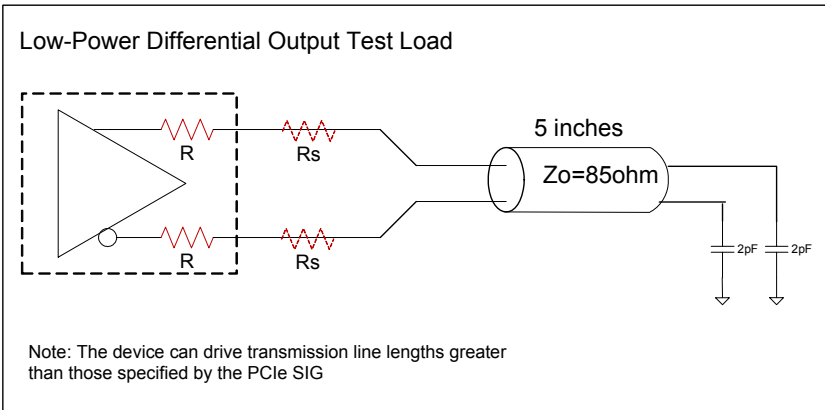 Low-Power Differential Output Test Load
R
Rs
5 inches
Zo=85ohm
R
Rs
2pF
2pF
Note: The device can drive transmission line lengths greater
than those specified by the PCIe SIG